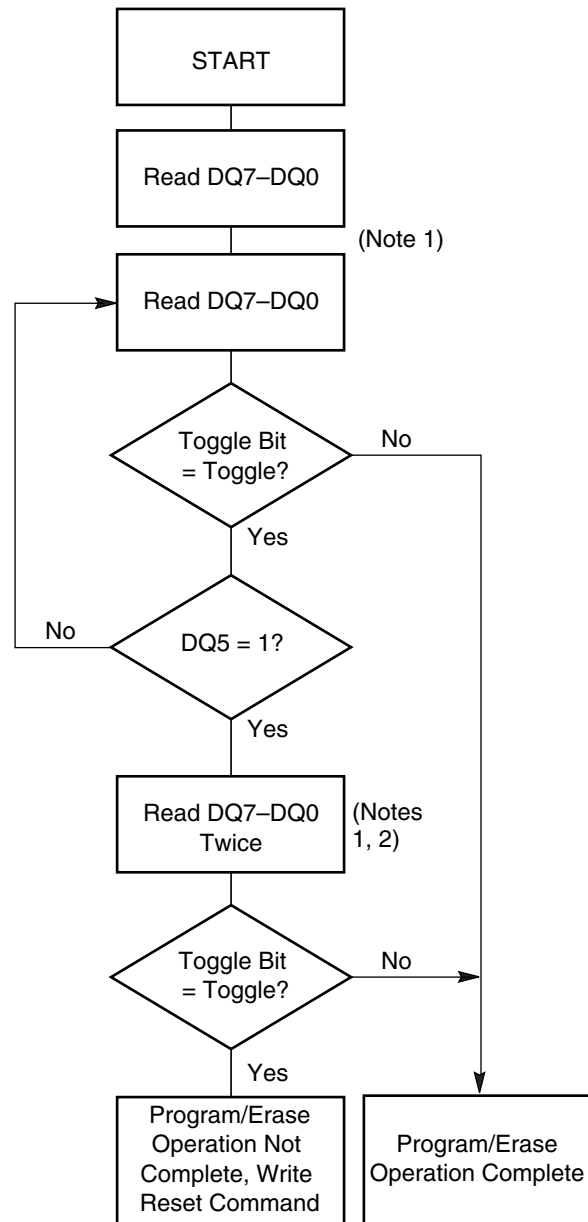 START
Read DQ7–DQ0
(Note 1)
Read DQ7–DQ0
Toggle Bit
= Toggle?
No
Yes
DQ5 = 1?
No
Yes
Read DQ7–DQ0
Twice
(Notes
1, 2)
Toggle Bit
= Toggle?
No
Yes
Program/Erase
Operation Not
Complete, Write
Reset Command
Program/Erase
Operation Complete